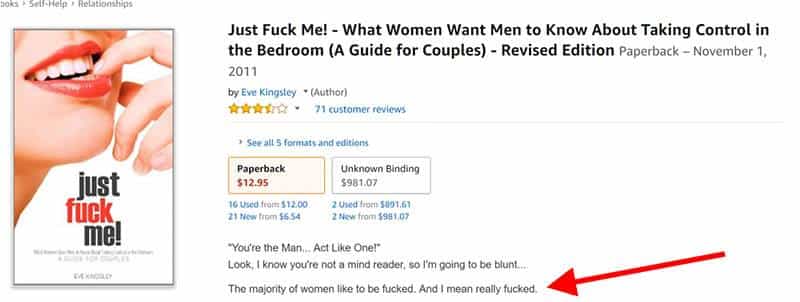 ooks › Self-Help › Relationships
Just Fuck Me! - What Women Want Men to Know About Taking Control in
the Bedroom (A Guide for Couples) - Revised Edition Paperback – November 1,
2011
by Eve Kingsley (Author)
71 customer reviews
› See all 5 formats and editions
Paperback
$12.95
Unknown Binding
$981.07
16 Used from $12.00
21 New from $6.54
2 Used from $891.61
2 New from $981.07
"You're the Man... Act Like One!"
Look, I know you're not a mind reader, so I'm going to be blunt...
The majority of women like to be fucked. And I mean really fucked.
just
fuck
me!
What Women Want Men to Know About Taking Control in the Bedroom
A GUIDE FOR COUPLES
EVE KINGSLEY